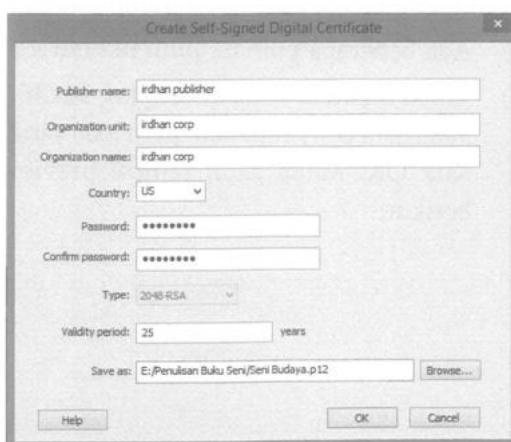 Create Self-Signed Digital Certificate
Publisher name: irdhan publisher
Organization unit: irdhan corp
Organization name: irdhan corp
Country: US
Password: ••••••••
Confirm password: ••••••••
Type: 2048-RSA
Validity period: 25 years
Save as: E:/Penulisan Buku Seni/Seni Budaya.p12 Browse...
Help OK Cancel